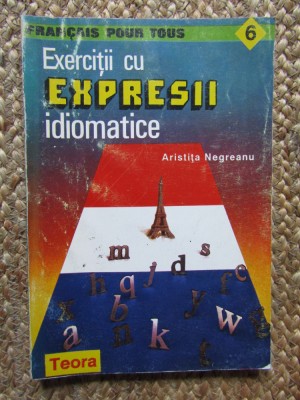 FRANÇAIS POUR TOUS
6
Exerciții cu
EXPRESII
idiomatice
Aristița Negreanu
m
s
h
q
j
d
r
e
x
n
b
f
c
u
a
k
w
Teora